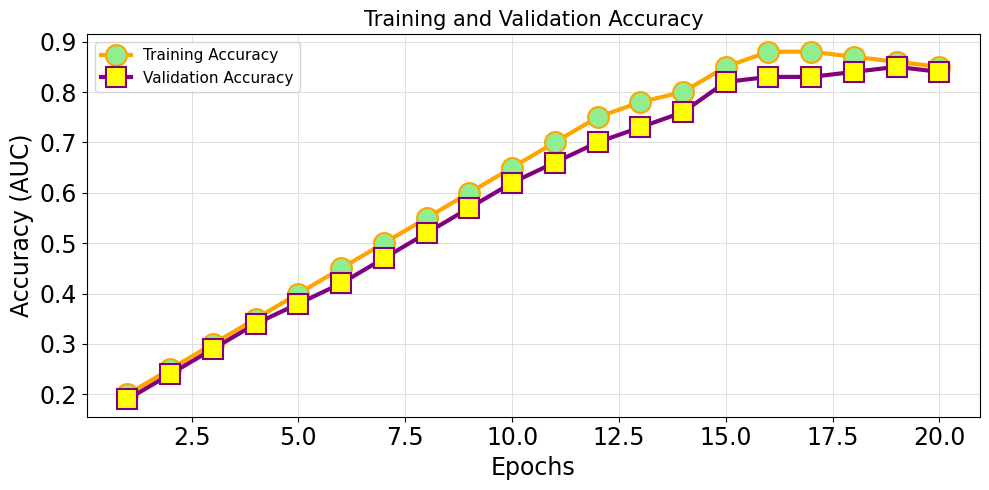 Training and Validation Accuracy
Training Accuracy
Validation Accuracy
Accuracy (AUC)
0.9
0.8
0.7
0.6
0.5
0.4
0.3
0.2
2.5 5.0 7.5 10.0 12.5 15.0 17.5 20.0
Epochs